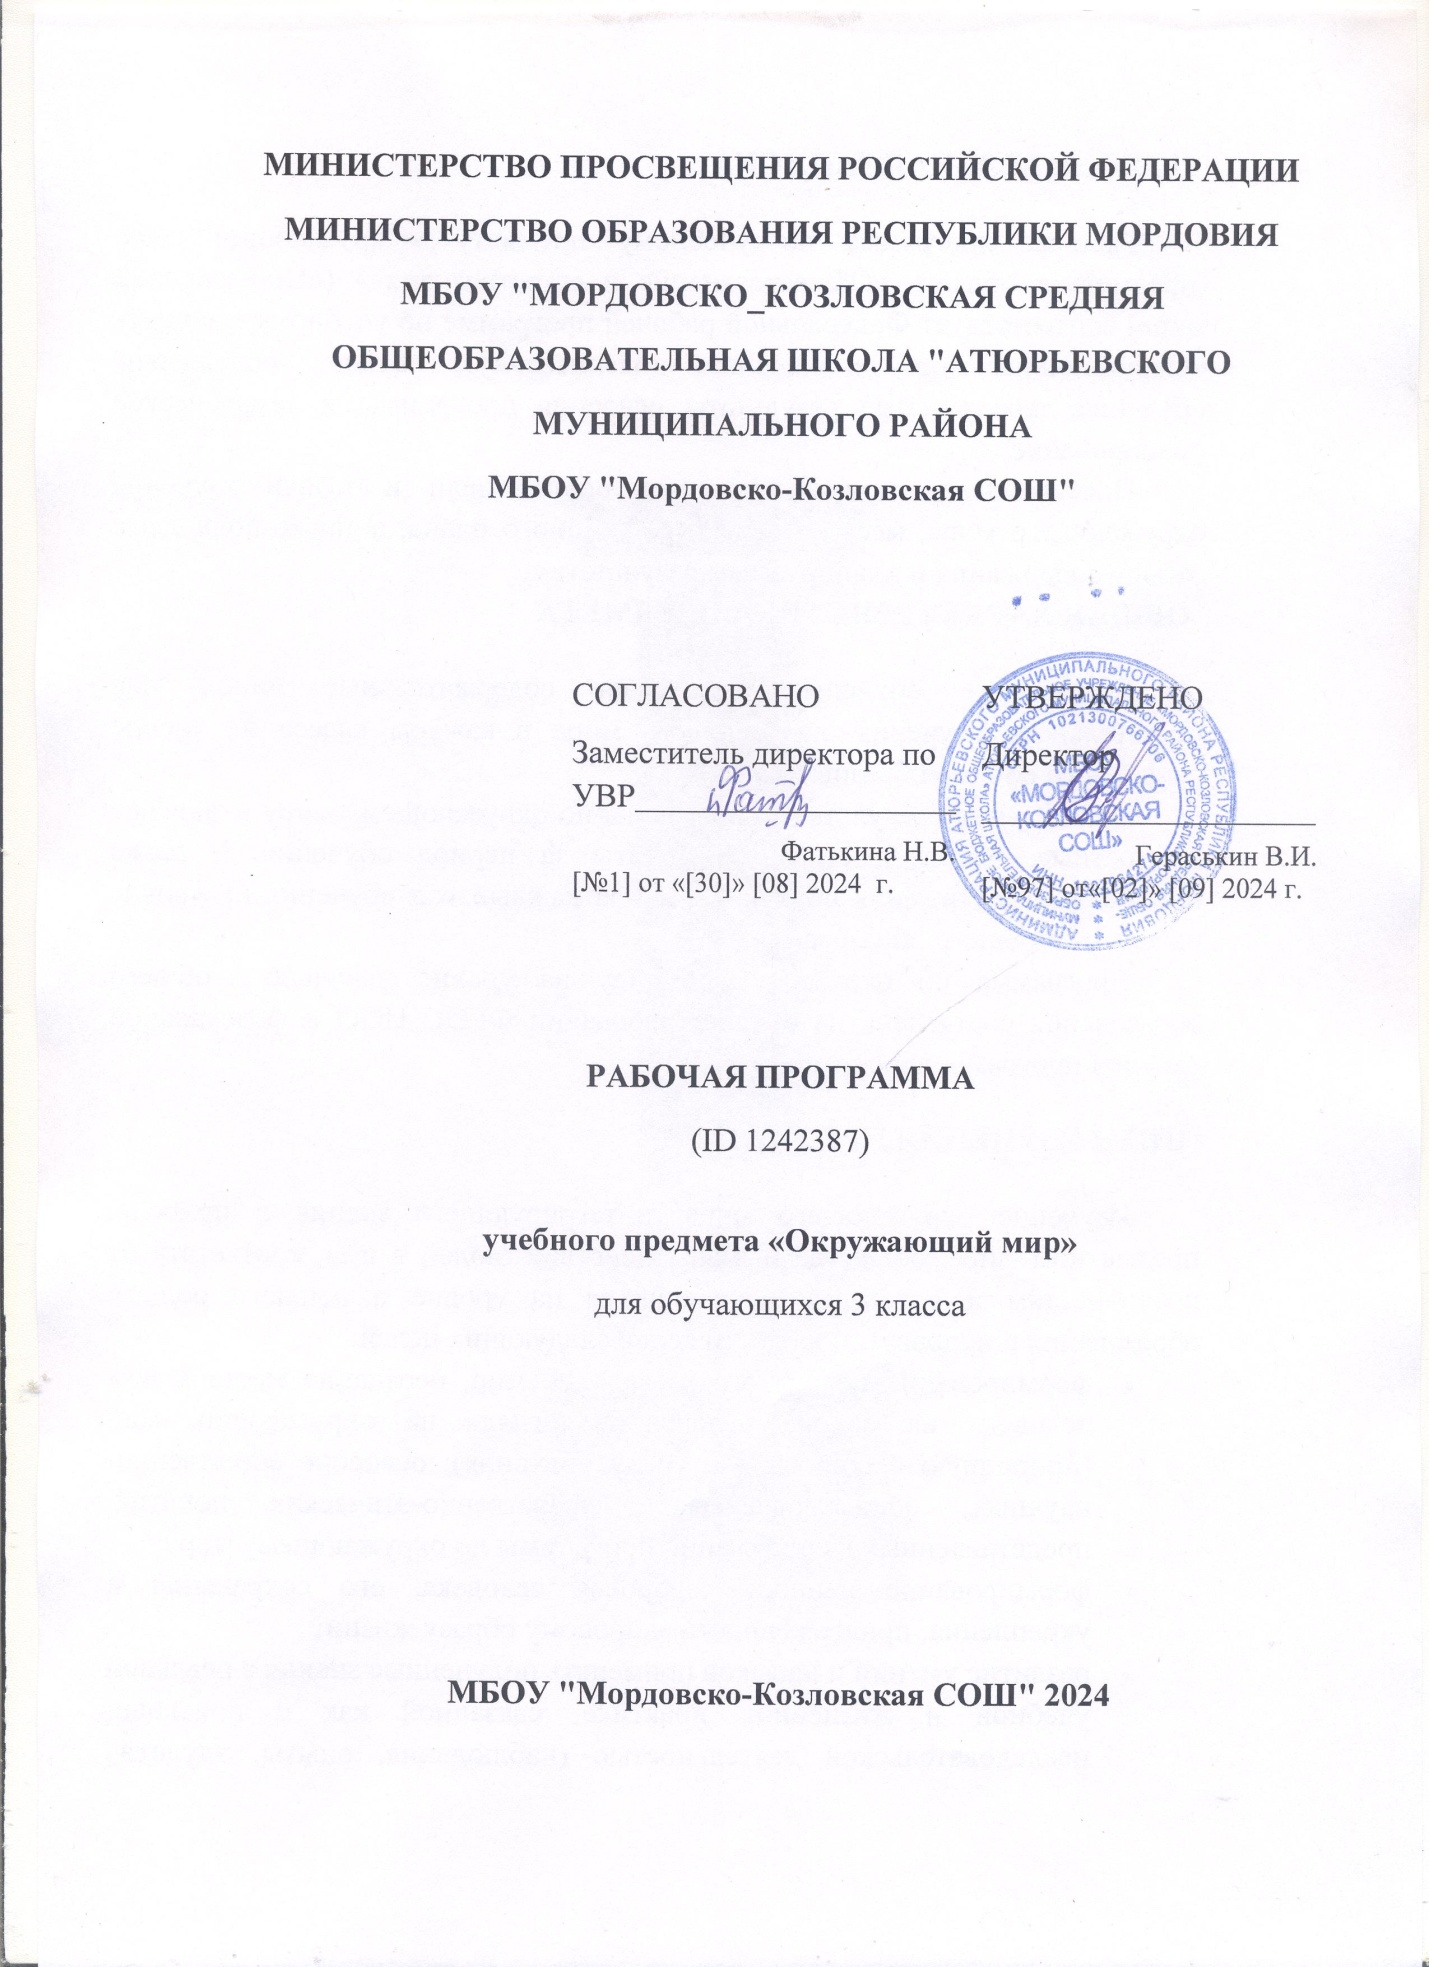 МИНИСТЕРСТВО ПРОСВЕЩЕНИЯ РОССИЙСКОЙ ФЕДЕРАЦИИ
МИНИСТЕРСТВО ОБРАЗОВАНИЯ РЕСПУБЛИКИ МОРДОВИЯ
МБОУ "МОРДОВСКО_КОЗЛОВСКАЯ СРЕДНЯЯ
ОБЩЕОБРАЗОВАТЕЛЬНАЯ ШКОЛА "АТЮРЬЕВСКОГО
МУНИЦИПАЛЬНОГО РАЙОНА
МБОУ "Мордовско-Козловская СОШ"
СОГЛАСОВАНО
Заместитель директора по
УВР
Фатькина Н.В.
[№1] от «[30]» [08] 2024 г.
УТВЕРЖДЕНО
Директор
Гераськин В.И.
[№97] от«[02]» [09] 2024 г.
МБОУ
«МОРДОВСКО-
КОЗЛОВСКАЯ
СОШ»
РАБОЧАЯ ПРОГРАММА
(ID 1242387)
учебного предмета «Окружающий мир»
для обучающихся 3 класса
МБОУ "Мордовско-Козловская СОШ" 2024